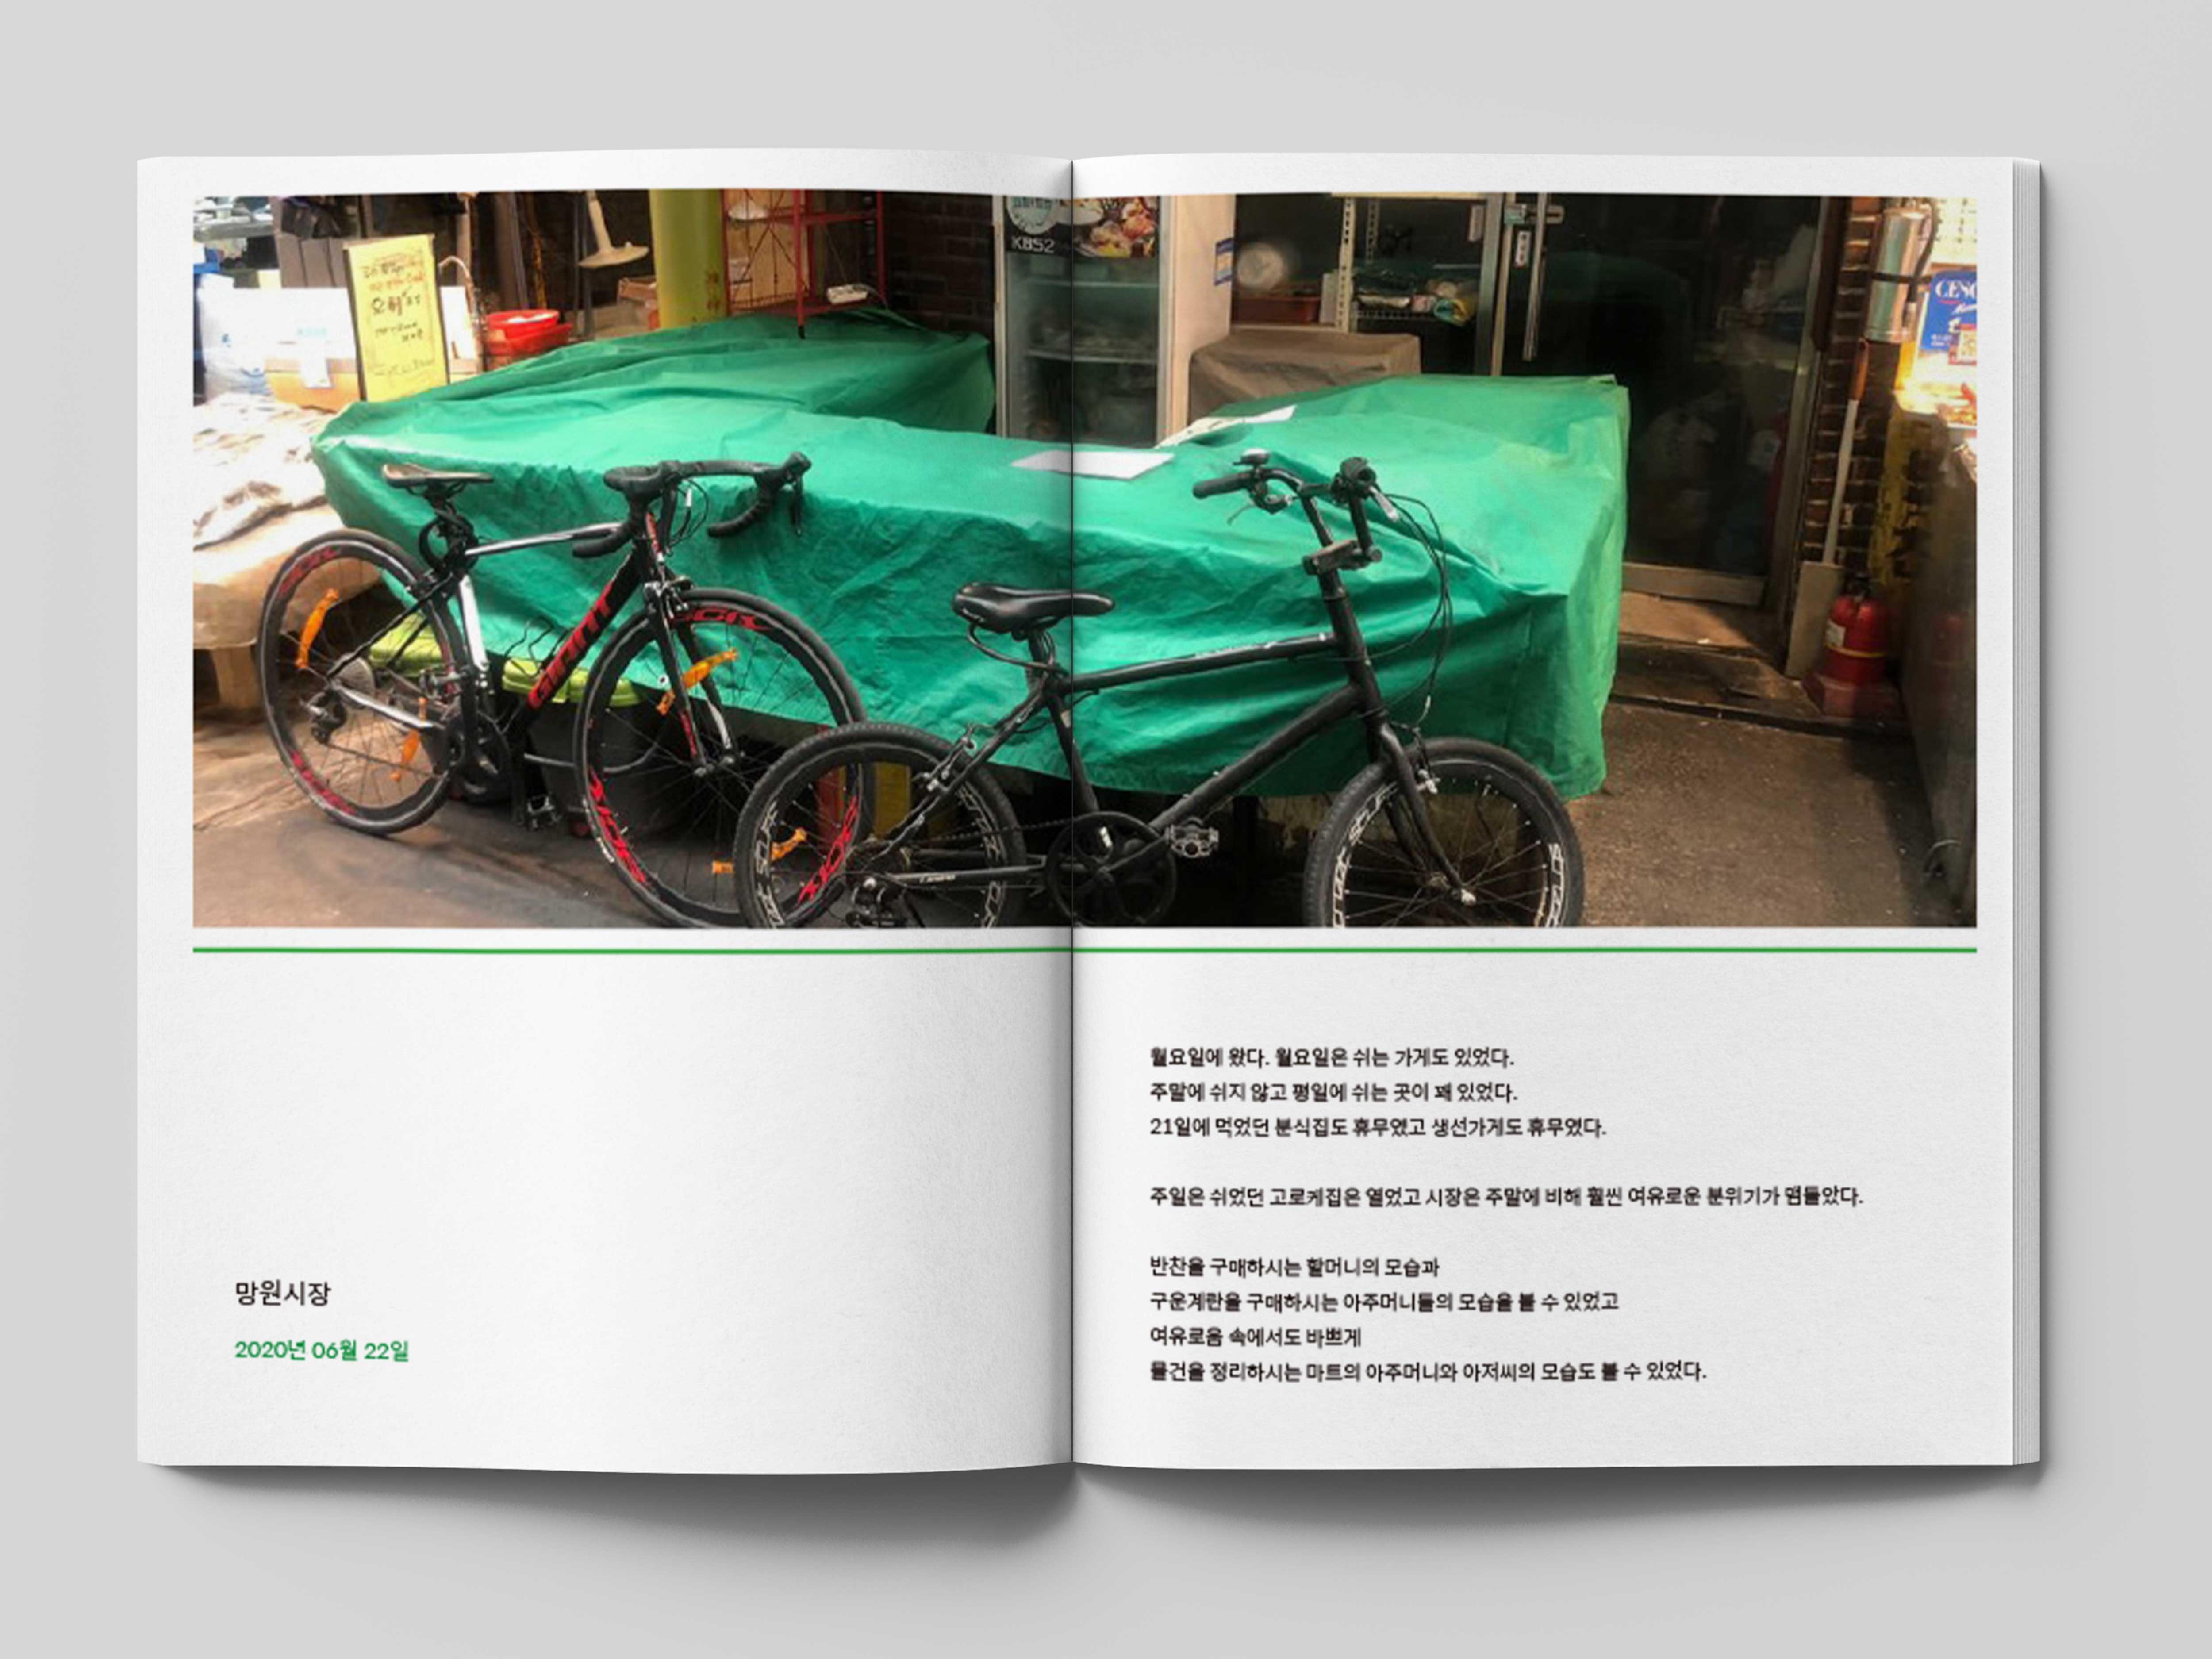 K852
오뎅
GIANT
CESCO
망원시장
2020년 06월 22일
월요일에 왔다. 월요일은 쉬는 가게도 있었다.
주말에 쉬지 않고 평일에 쉬는 곳이 꽤 있었다.
21일에 먹었던 분식집도 휴무였고 생선가게도 휴무였다.
주일은 쉬었던 고로케집은 열었고 시장은 주말에 비해 훨씬 여유로운 분위기가 맴돌았다.
반찬을 구매하시는 할머니의 모습과
구운계란을 구매하시는 아주머니들의 모습을 볼 수 있었고
여유로움 속에서도 바쁘게
물건을 정리하시는 마트의 아주머니와 아저씨의 모습도 볼 수 있었다.